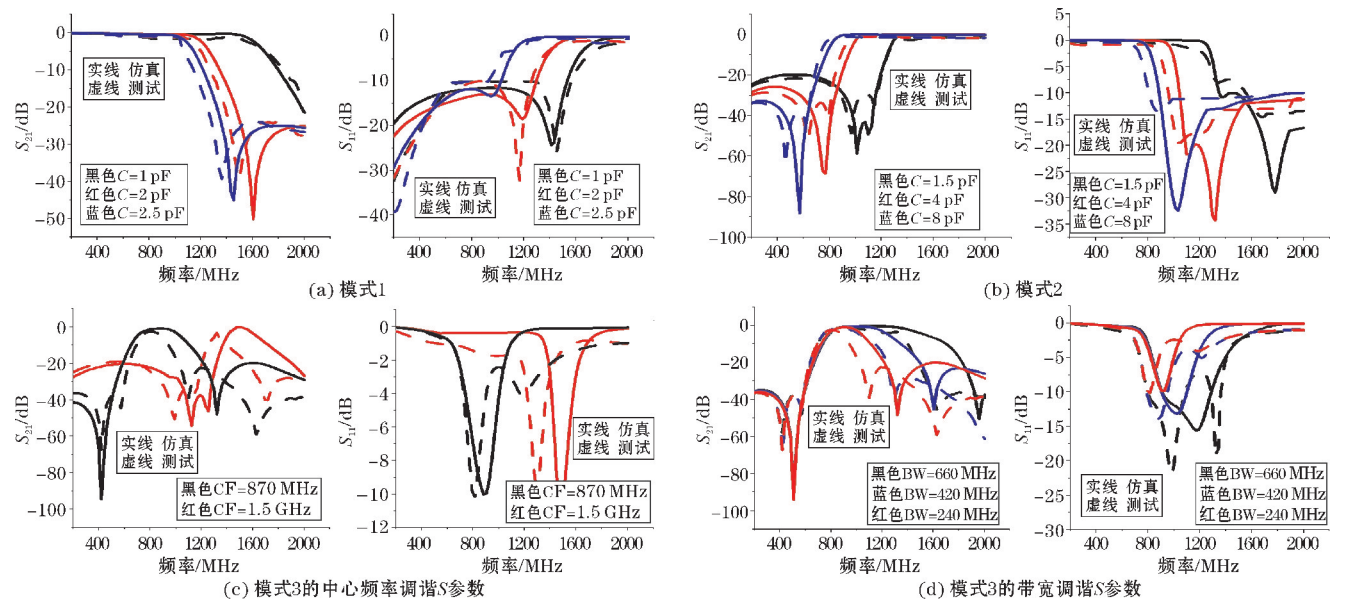 0
−10
−20
−30
−40
−50
S21/dB
实线 仿真
虚线 测试
黑色C=1 pF
红色C=2 pF
蓝色C=2.5 pF
400 800 1200 1600 2000
频率/MHz
0
−10
−20
−30
−40
S11/dB
实线 仿真
虚线 测试
黑色C=1 pF
红色C=2 pF
蓝色C=2.5 pF
400 800 1200 1600 2000
频率/MHz
(a) 模式1
0
−20
−40
−60
−80
−100
S21/dB
实线 仿真
虚线 测试
黑色C=1.5 pF
红色C=4 pF
蓝色C=8 pF
400 800 1200 1600 2000
频率/MHz
0
−5
−10
−15
−20
−25
−30
−35
S11/dB
实线 仿真
虚线 测试
黑色C=1.5 pF
红色C=4 pF
蓝色C=8 pF
400 800 1200 1600 2000
频率/MHz
(b) 模式2
0
−20
−40
−60
−80
−100
S21/dB
实线 仿真
虚线 测试
黑色CF=870 MHz
红色CF=1.5 GHz
400 800 1200 1600 2000
频率/MHz
0
−2
−4
−6
−8
−10
−12
S11/dB
实线 仿真
虚线 测试
黑色CF=870 MHz
红色CF=1.5 GHz
400 800 1200 1600 2000
频率/MHz
(c) 模式3的中心频率调谐S参数
0
−20
−40
−60
−80
−100
S21/dB
实线 仿真
虚线 测试
黑色BW=660 MHz
蓝色BW=420 MHz
红色BW=240 MHz
400 800 1200 1600 2000
频率/MHz
0
−5
−10
−15
−20
−25
−30
S11/dB
实线 仿真
虚线 测试
黑色BW=660 MHz
蓝色BW=420 MHz
红色BW=240 MHz
400 800 1200 1600 2000
频率/MHz
(d) 模式3的带宽调谐S参数